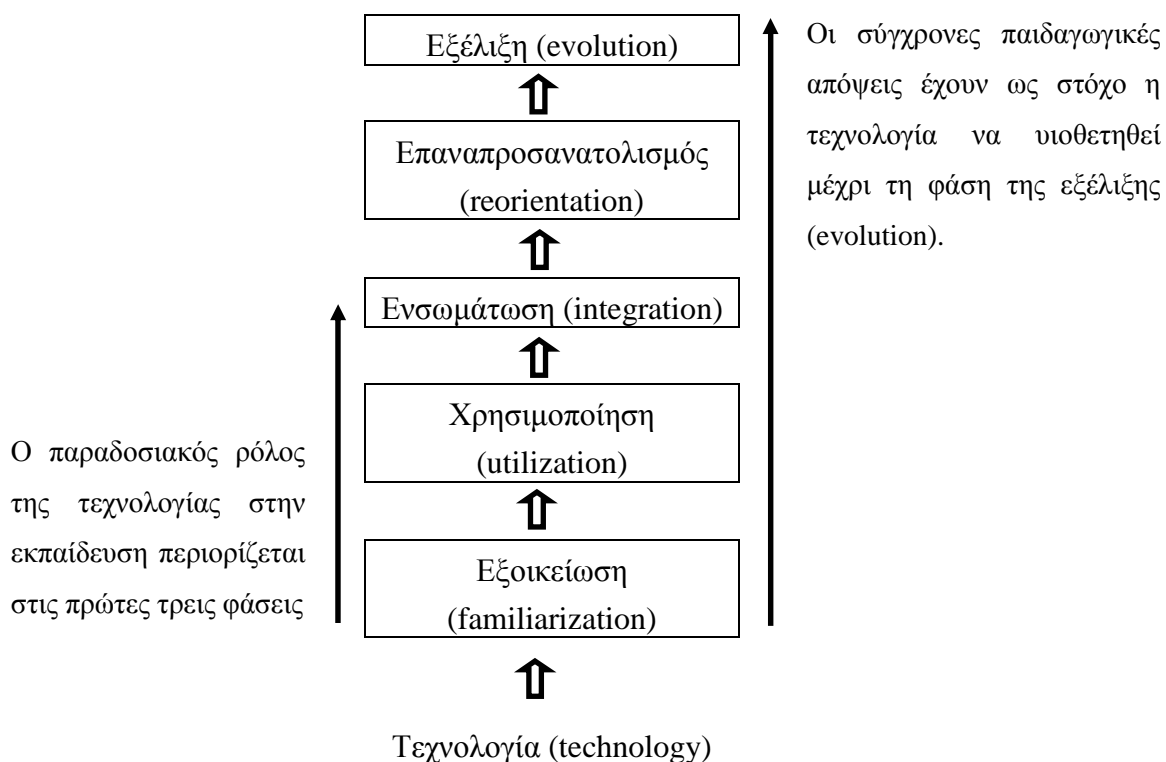 Εξέλιξη (evolution)
Οι σύγχρονες παιδαγωγικές
απόψεις έχουν ως στόχο η
τεχνολογία να υιοθετηθεί
μέχρι τη φάση της εξέλιξης
(evolution).
Επαναπροσανατολισμός
(reorientation)
Ενσωμάτωση (integration)
Χρησιμοποίηση
(utilization)
Ο παραδοσιακός ρόλος
της τεχνολογίας στην
εκπαίδευση περιορίζεται
στις πρώτες τρεις φάσεις
Εξοικείωση
(familiarization)
Τεχνολογία (technology)